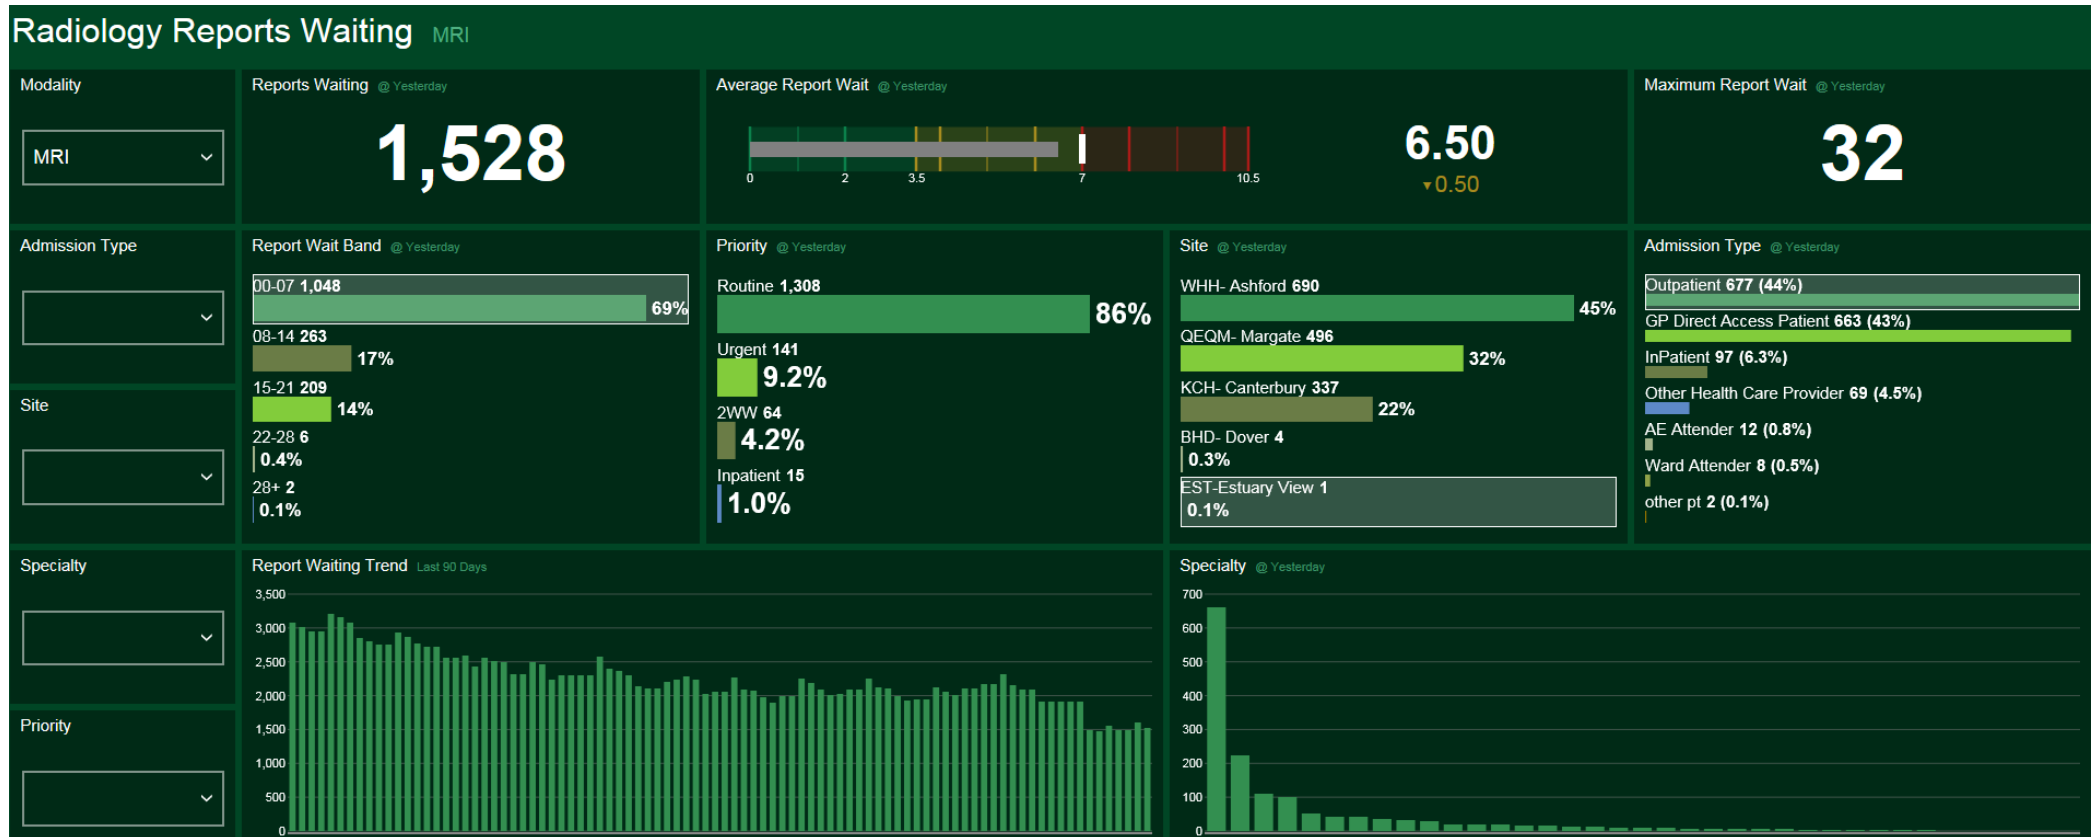 Radiology Reports Waiting MRI
Modality
MRI
Reports Waiting @ Yesterday
1,528
Average Report Wait @ Yesterday
0 2 3.5 7 10.5
6.50
▼0.50
Maximum Report Wait @ Yesterday
32
Admission Type
Report Wait Band @ Yesterday
00-07 1,048
69%
08-14 263
17%
15-21 209
14%
22-28 6
0.4%
28+ 2
0.1%
Priority @ Yesterday
Routine 1,308
86%
Urgent 141
9.2%
2WW 64
4.2%
Inpatient 15
1.0%
Site @ Yesterday
WHH- Ashford 690
45%
QEQM- Margate 496
32%
KCH- Canterbury 337
22%
BHD- Dover 4
0.3%
EST-Estuary View 1
0.1%
Admission Type @ Yesterday
Outpatient 677 (44%)
GP Direct Access Patient 663 (43%)
InPatient 97 (6.3%)
Other Health Care Provider 69 (4.5%)
AE Attender 12 (0.8%)
Ward Attender 8 (0.5%)
other pt 2 (0.1%)
Site
Specialty
Report Waiting Trend Last 90 Days
3,500
3,000
2,500
2,000
1,500
1,000
500
0
Specialty @ Yesterday
700
600
500
400
300
200
100
0
Priority